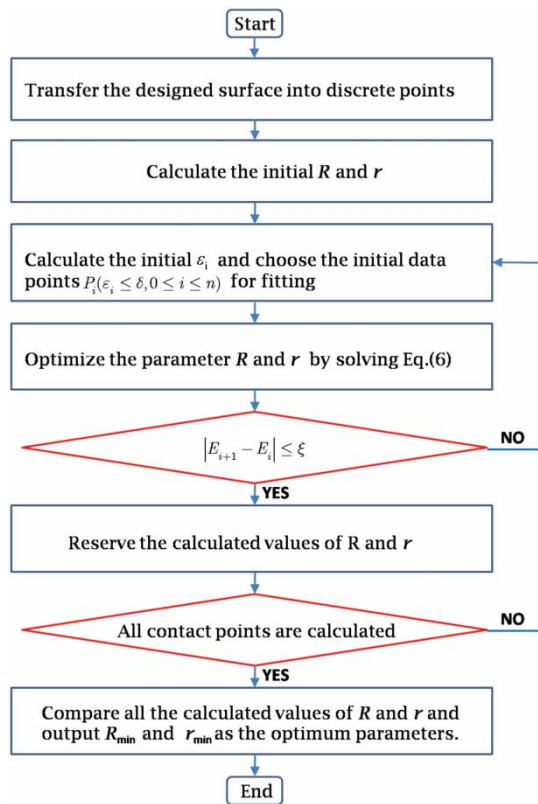 Start
Transfer the designed surface into discrete points
Calculate the initial R and r
Calculate the initial εᵢ and choose the initial data
points Pᵢ(εᵢ ≤ δ, 0 ≤ i ≤ n) for fitting
Optimize the parameter R and r by solving Eq.(6)
|Eᵢ₊₁ − Eᵢ| ≤ ξ
NO
YES
Reserve the calculated values of R and r
All contact points are calculated
NO
YES
Compare all the calculated values of R and r and
output Rmin and rmin as the optimum parameters.
End